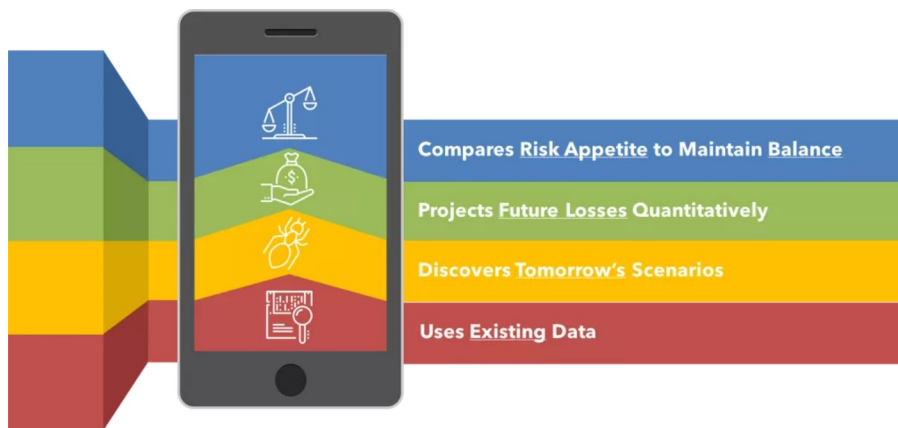 Compares Risk Appetite to Maintain Balance
$
Projects Future Losses Quantitatively
Discovers Tomorrow's Scenarios
Uses Existing Data